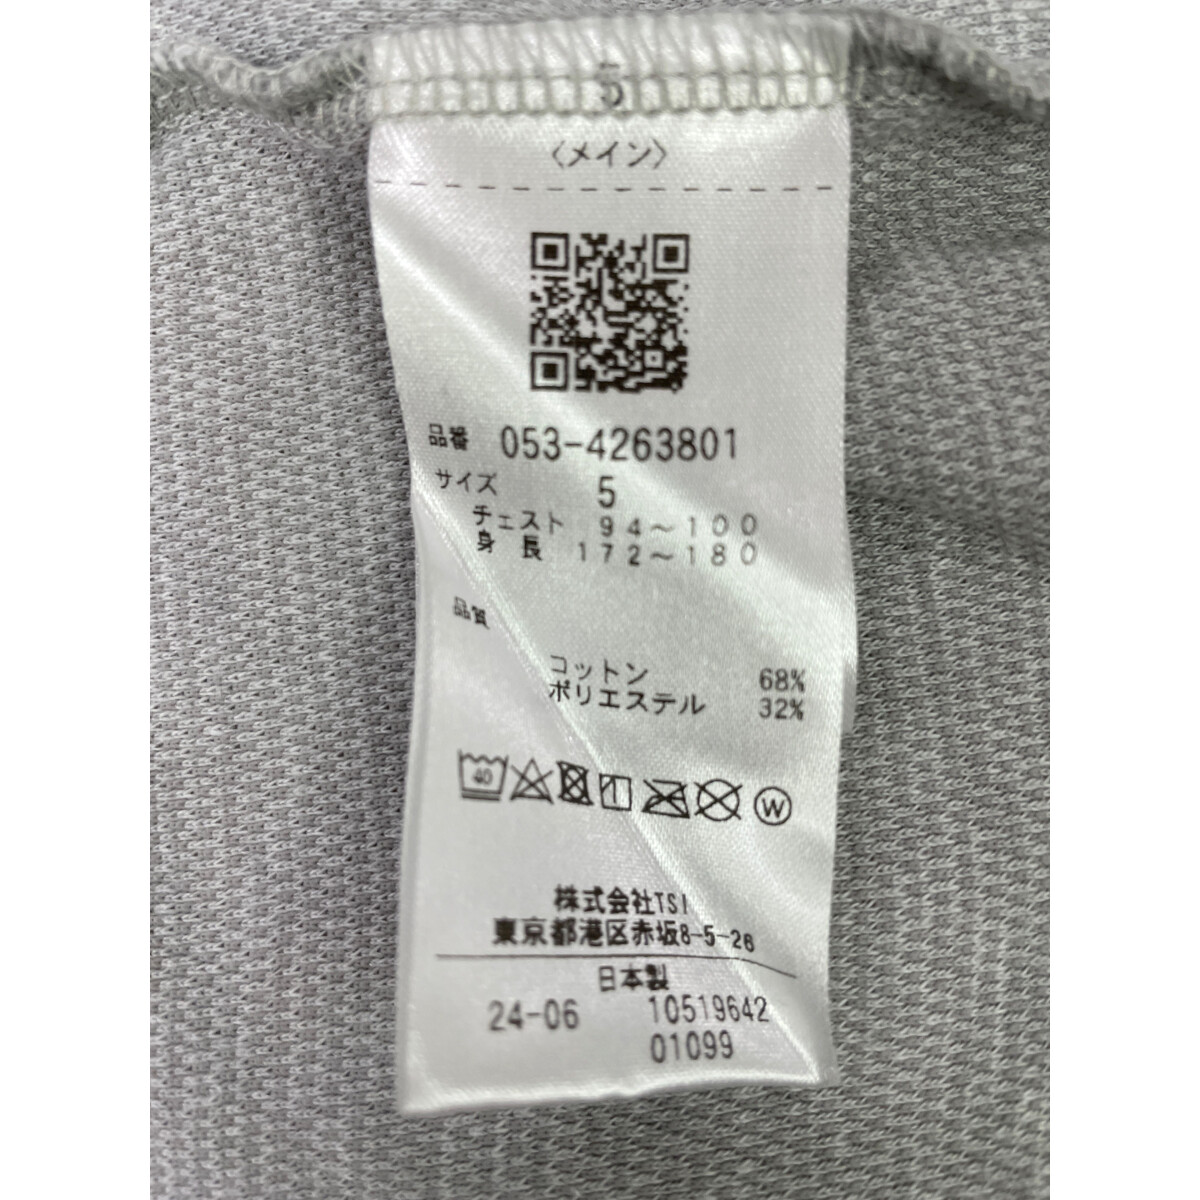 5
〈メイン〉
品番 053-4263801
サイズ 5
チェスト 94～100
身長 172～180
品質
コットン 68%
ポリエステル 32%
40 1 W
株式会社TSI
東京都港区赤坂8-5-26
日本製
24-06 10519642
01099